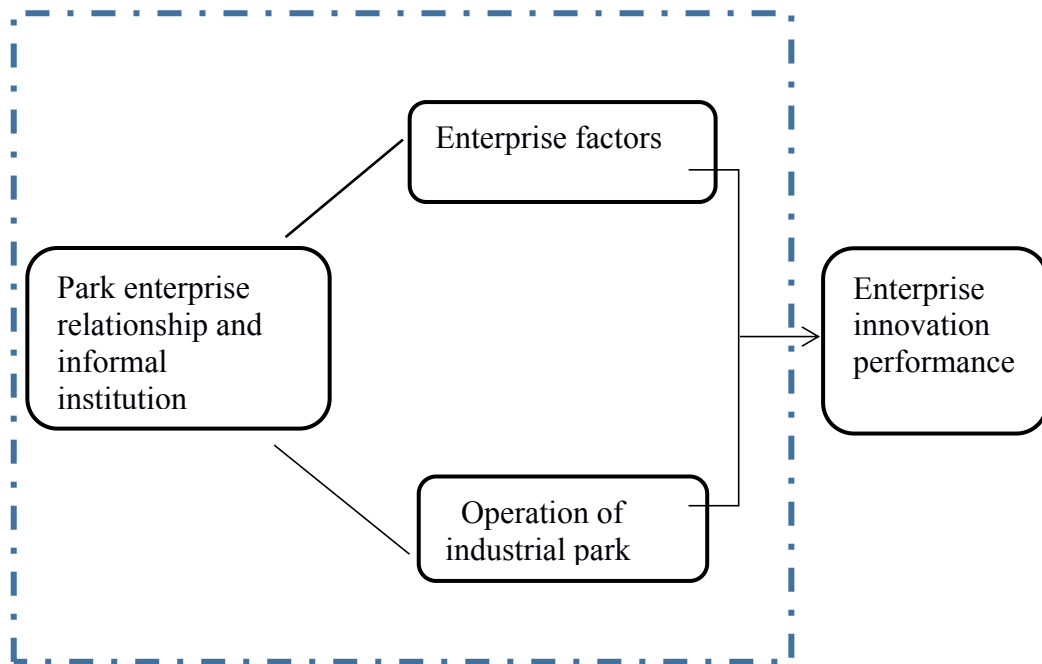 Enterprise factors
Park enterprise
relationship and
informal
institution
Enterprise
innovation
performance
Operation of
industrial park